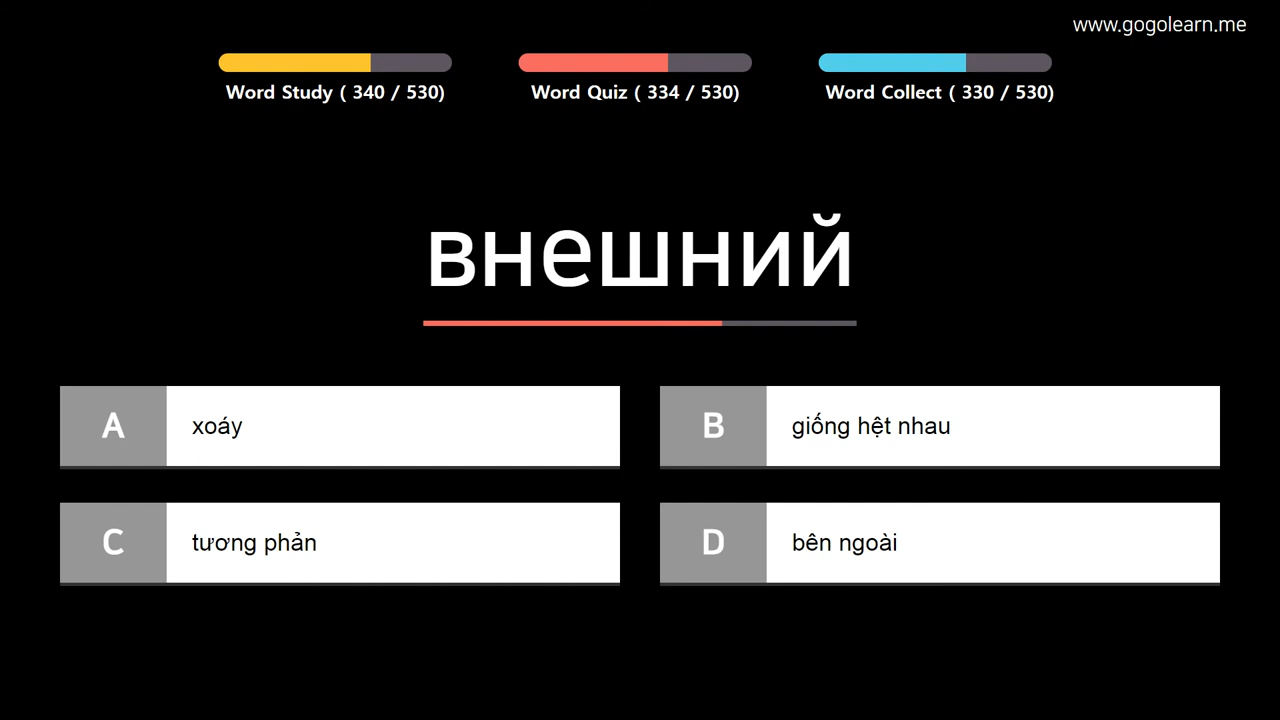 www.gogolearn.me
Word Study ( 340 / 530)
Word Quiz ( 334 / 530)
Word Collect ( 330 / 530)
внешний
A xoáy
B giống hệt nhau
C tương phản
D bên ngoài